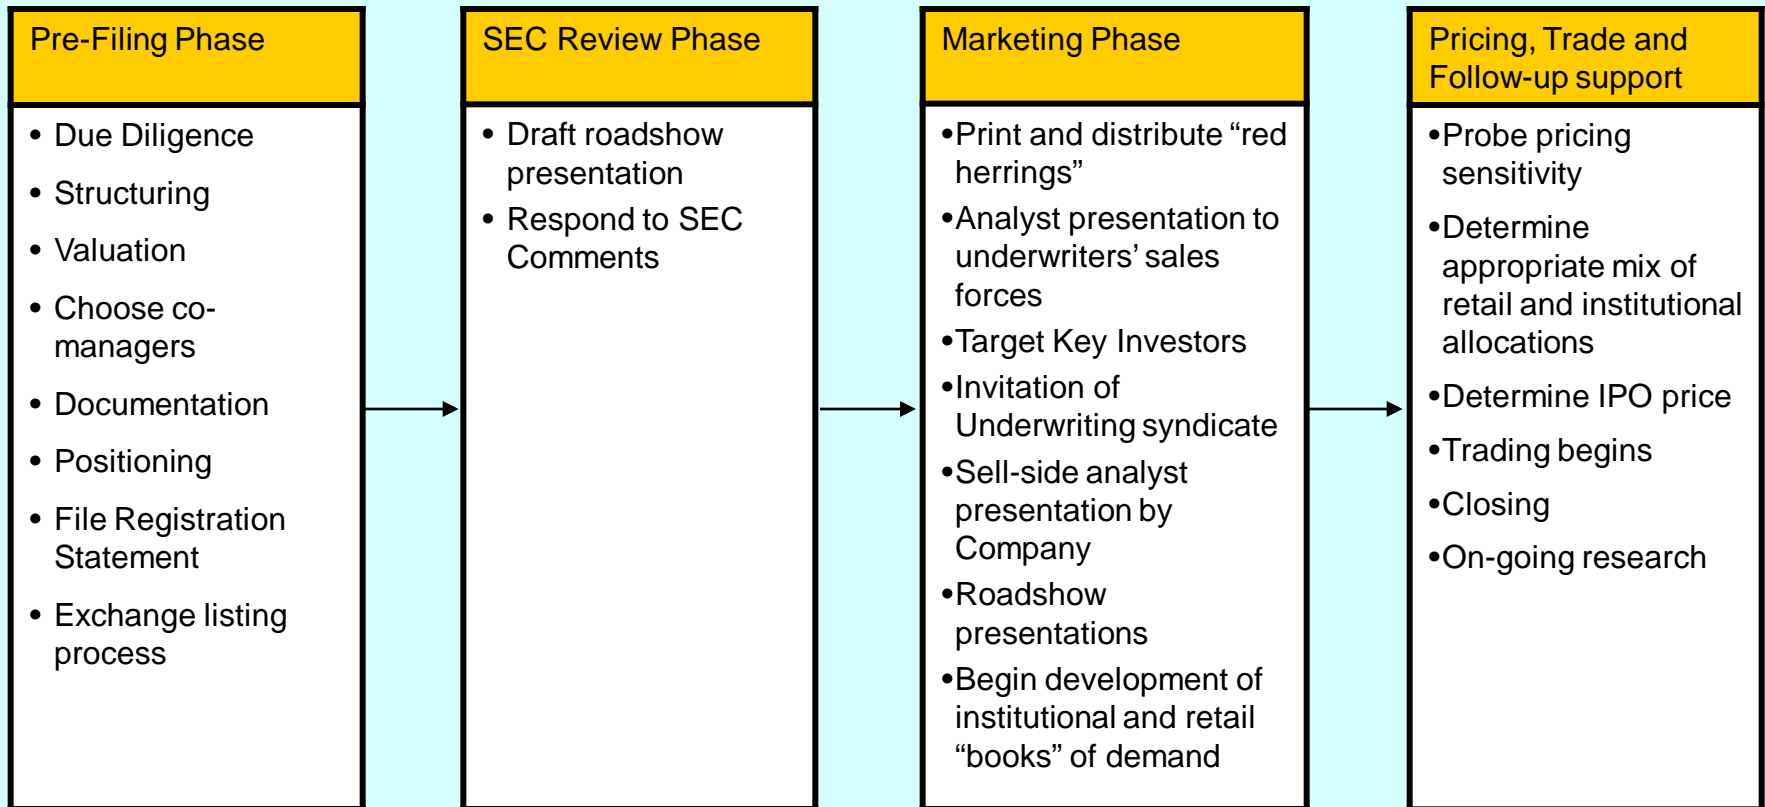 Pre-Filing Phase
• Due Diligence
• Structuring
• Valuation
• Choose co-
managers
• Documentation
• Positioning
• File Registration
Statement
• Exchange listing
process
SEC Review Phase
• Draft roadshow
presentation
• Respond to SEC
Comments
Marketing Phase
•Print and distribute “red
herrings”
•Analyst presentation to
underwriters’ sales
forces
•Target Key Investors
•Invitation of
Underwriting syndicate
•Sell-side analyst
presentation by
Company
•Roadshow
presentations
•Begin development of
institutional and retail
“books” of demand
Pricing, Trade and
Follow-up support
•Probe pricing
sensitivity
•Determine
appropriate mix of
retail and institutional
allocations
•Determine IPO price
•Trading begins
•Closing
•On-going research